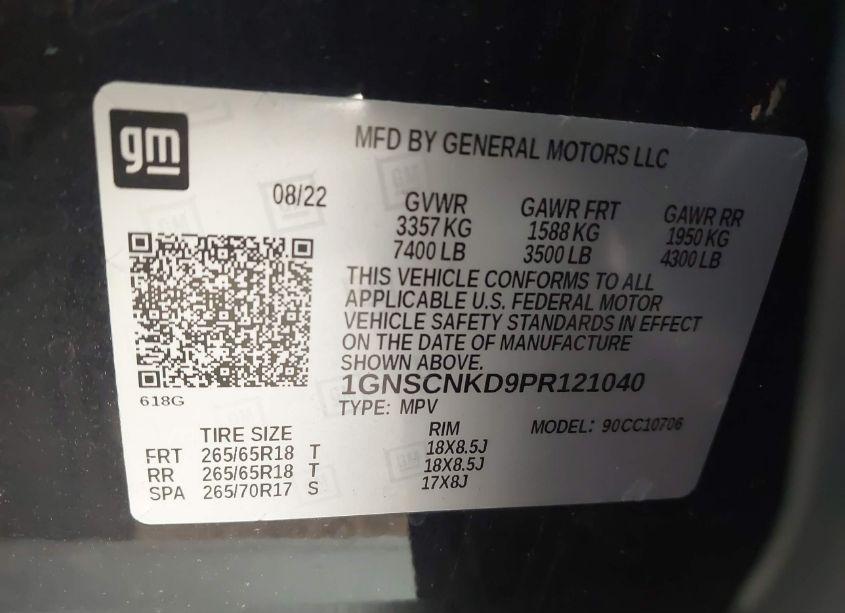 gm
MFD BY GENERAL MOTORS LLC
08/22
GVWR GAWR FRT GAWR RR
3357 KG 1588 KG 1950 KG
7400 LB 3500 LB 4300 LB
THIS VEHICLE CONFORMS TO ALL
APPLICABLE U.S. FEDERAL MOTOR
VEHICLE SAFETY STANDARDS IN EFFECT
ON THE DATE OF MANUFACTURE
SHOWN ABOVE.
1GNSCNKD9PR121040
618G
TYPE: MPV
MODEL: 90CC10706
TIRE SIZE RIM
FRT 265/65R18 T 18X8.5J
RR 265/65R18 T 18X8.5J
SPA 265/70R17 S 17X8J